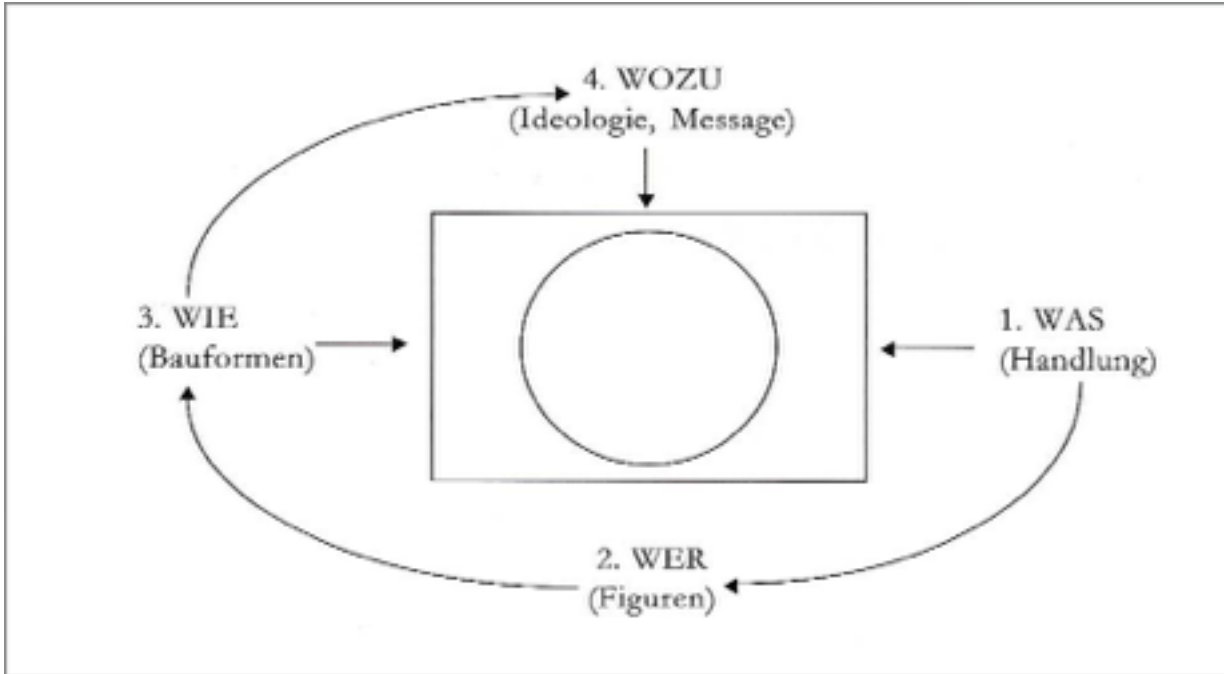 4. WOZU
(Ideologie, Message)
3. WIE
(Bauformen)
1. WAS
(Handlung)
2. WER
(Figuren)